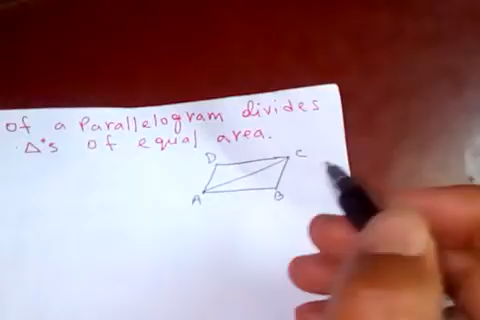 of a parallelogram divides
Δ's of equal area.
D C
A B